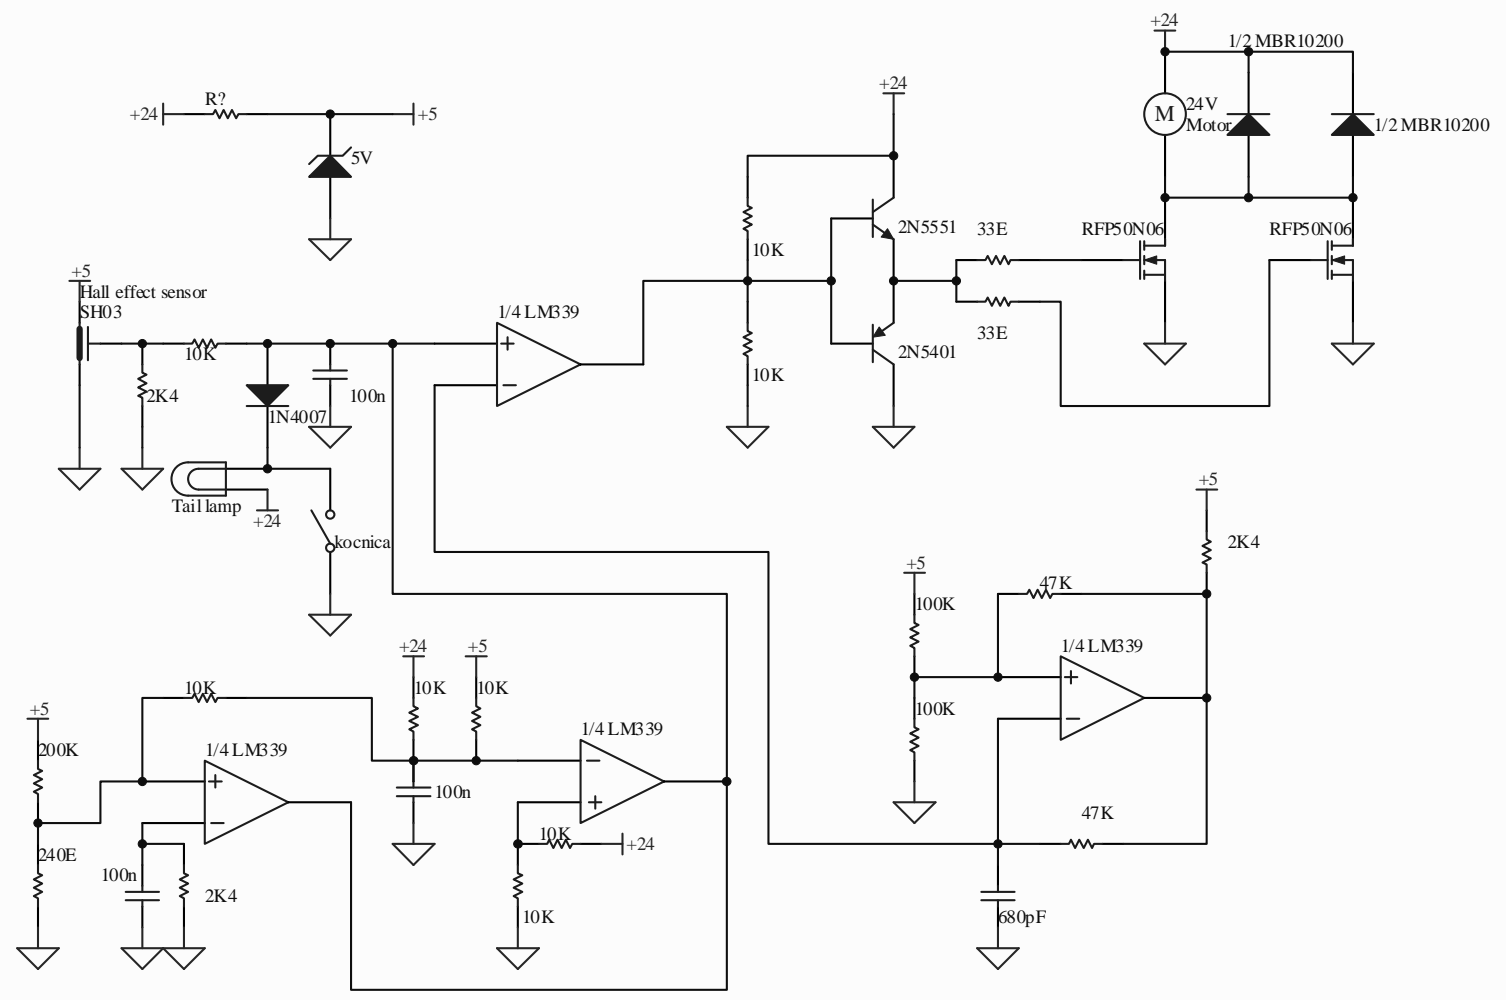 +24
1/2 MBR10200
M
24V
Motor
1/2 MBR10200
+24
R?
+24
+5
5V
2N5551
33E
RFP50N06
RFP50N06
10K
+5
Hall effect sensor
SH03
1/4 LM339
33E
10K
2K4
100n
1N4007
10K
2N5401
Tail lamp
+24
kocnica
+5
2K4
+5
47K
100K
1/4 LM339
100K
47K
680pF
+24
+5
10K
10K
10K
+5
200K
1/4 LM339
1/4 LM339
100n
240E
100n
2K4
10K
+24
10K